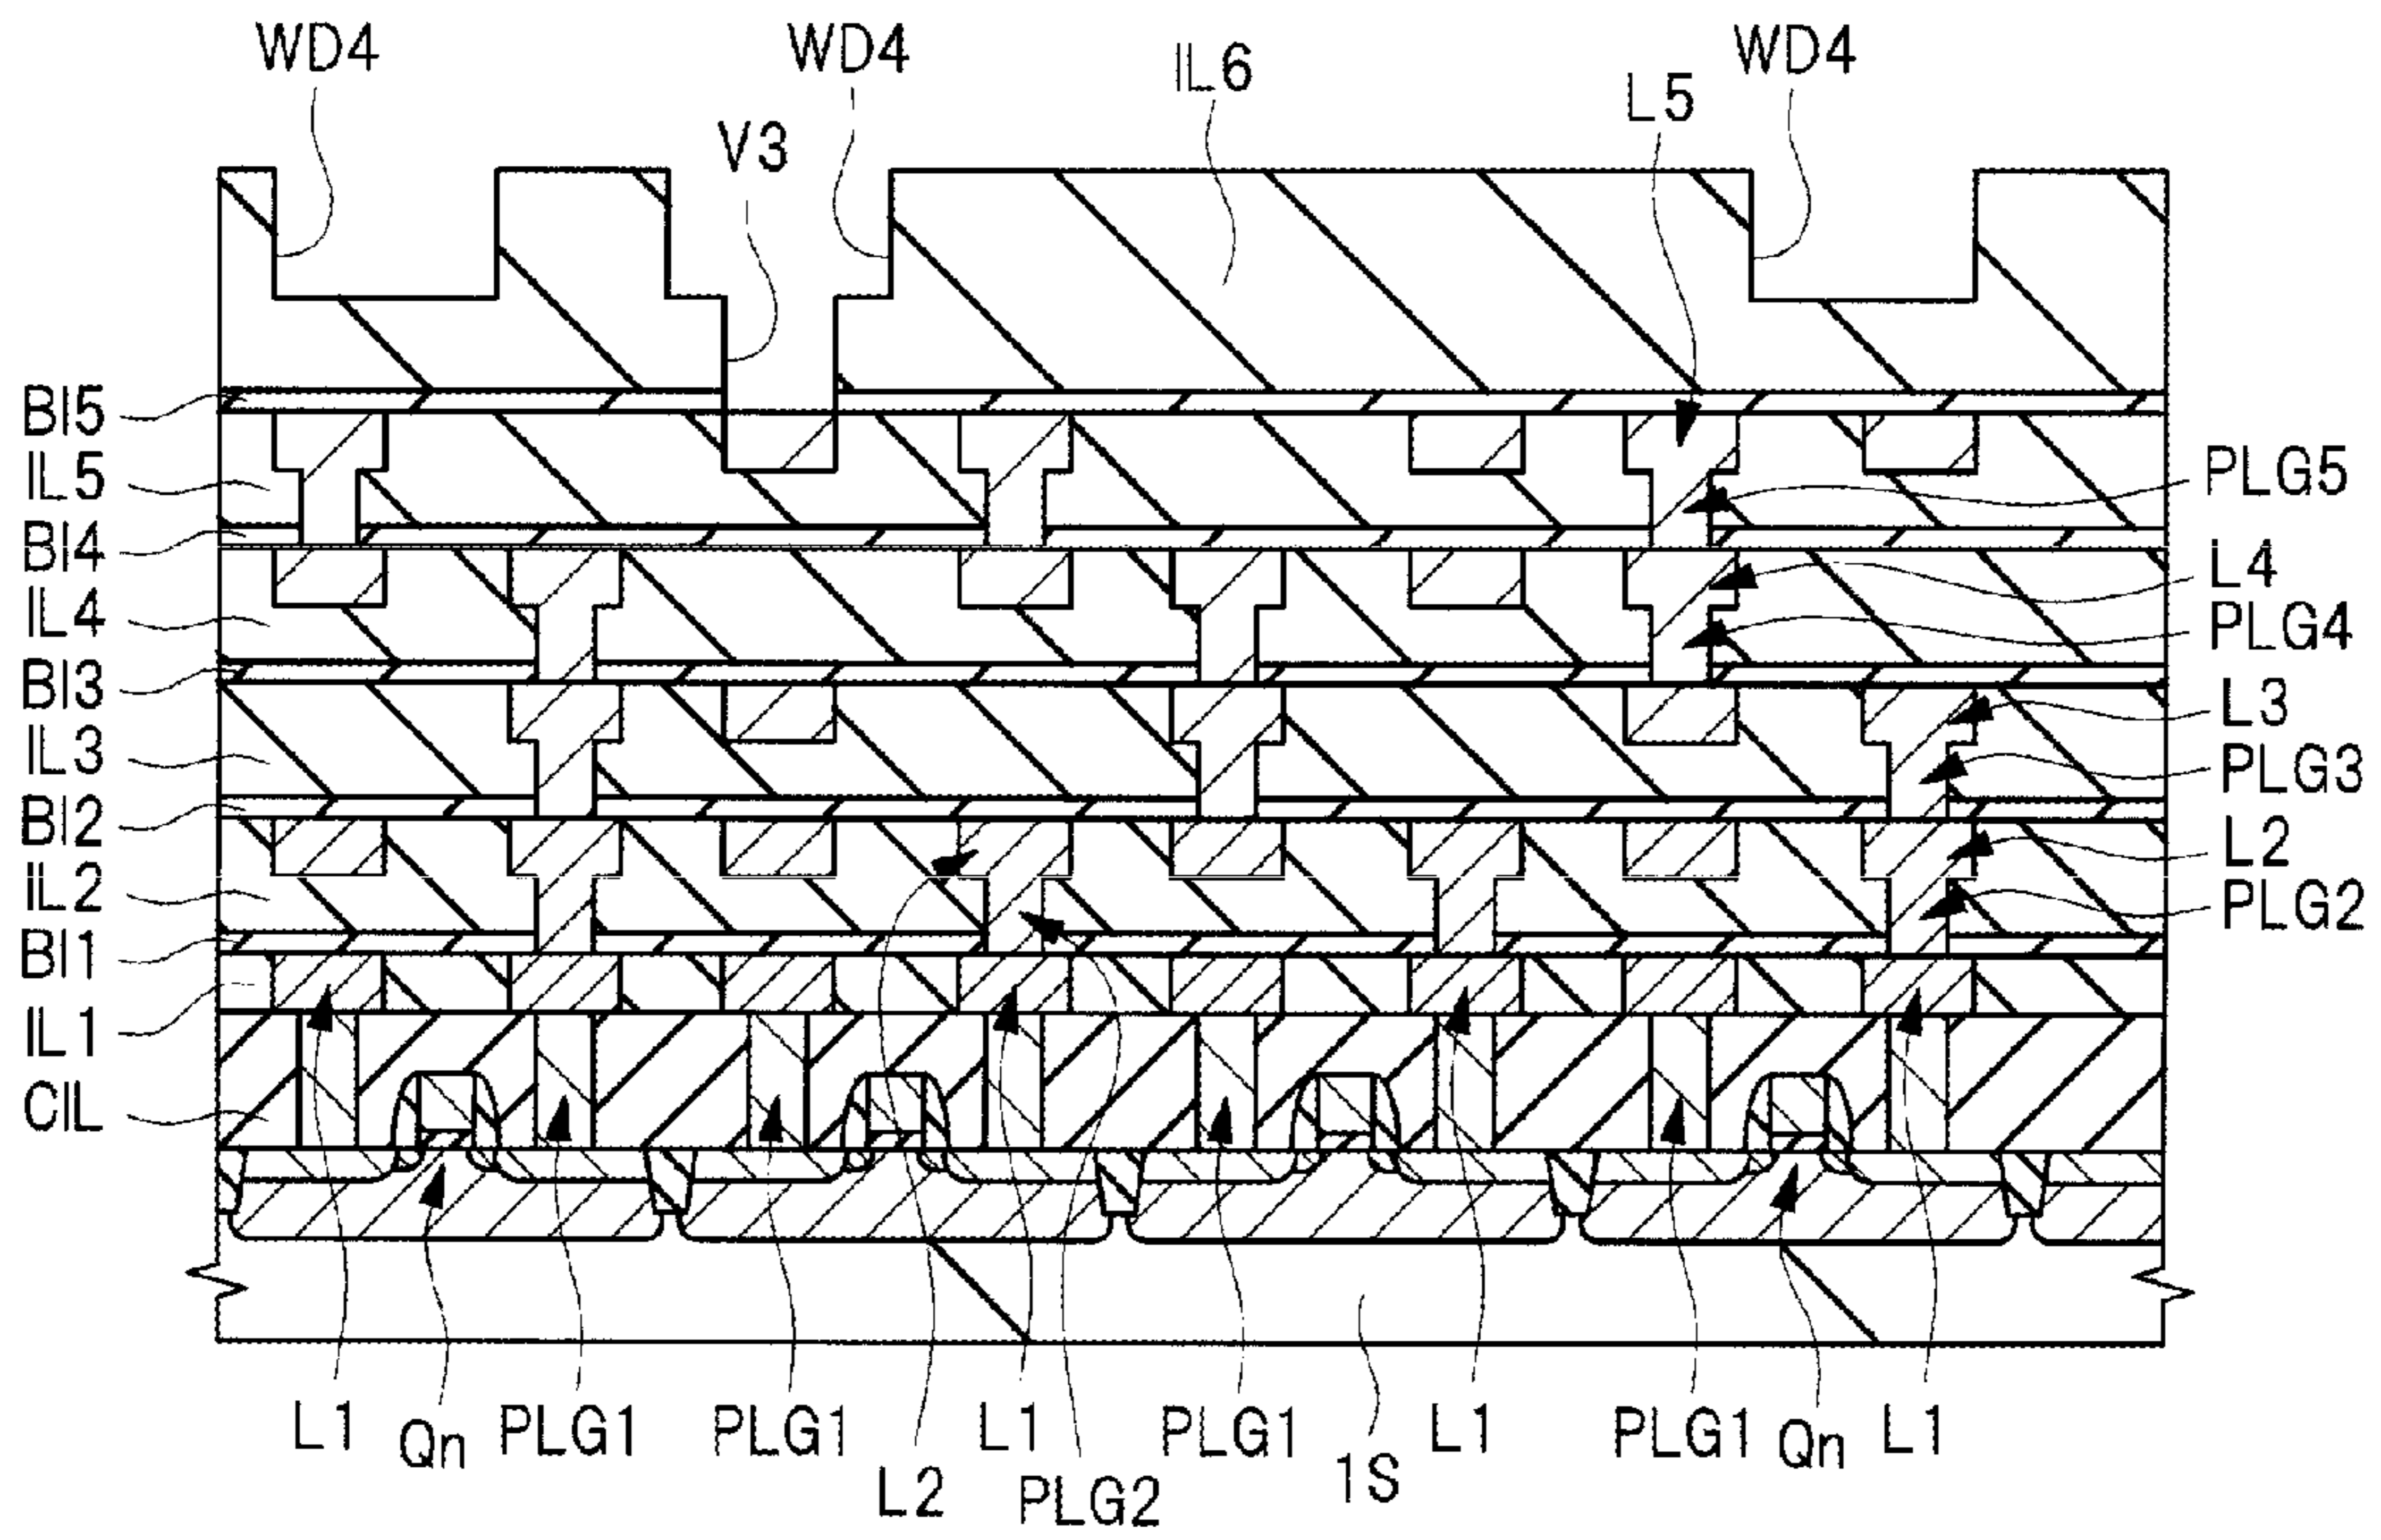 WD4 WD4 IL6 L5 WD4
V3
BI5
IL5 PLG5
BI4 L4
IL4 PLG4
BI3 L3
IL3 PLG3
BI2 L2
IL2 PLG2
BI1
IL1
CIL
L1 Qn PLG1 PLG1 L1 PLG1 L1 PLG1 Qn L1
L2 PLG2 1S